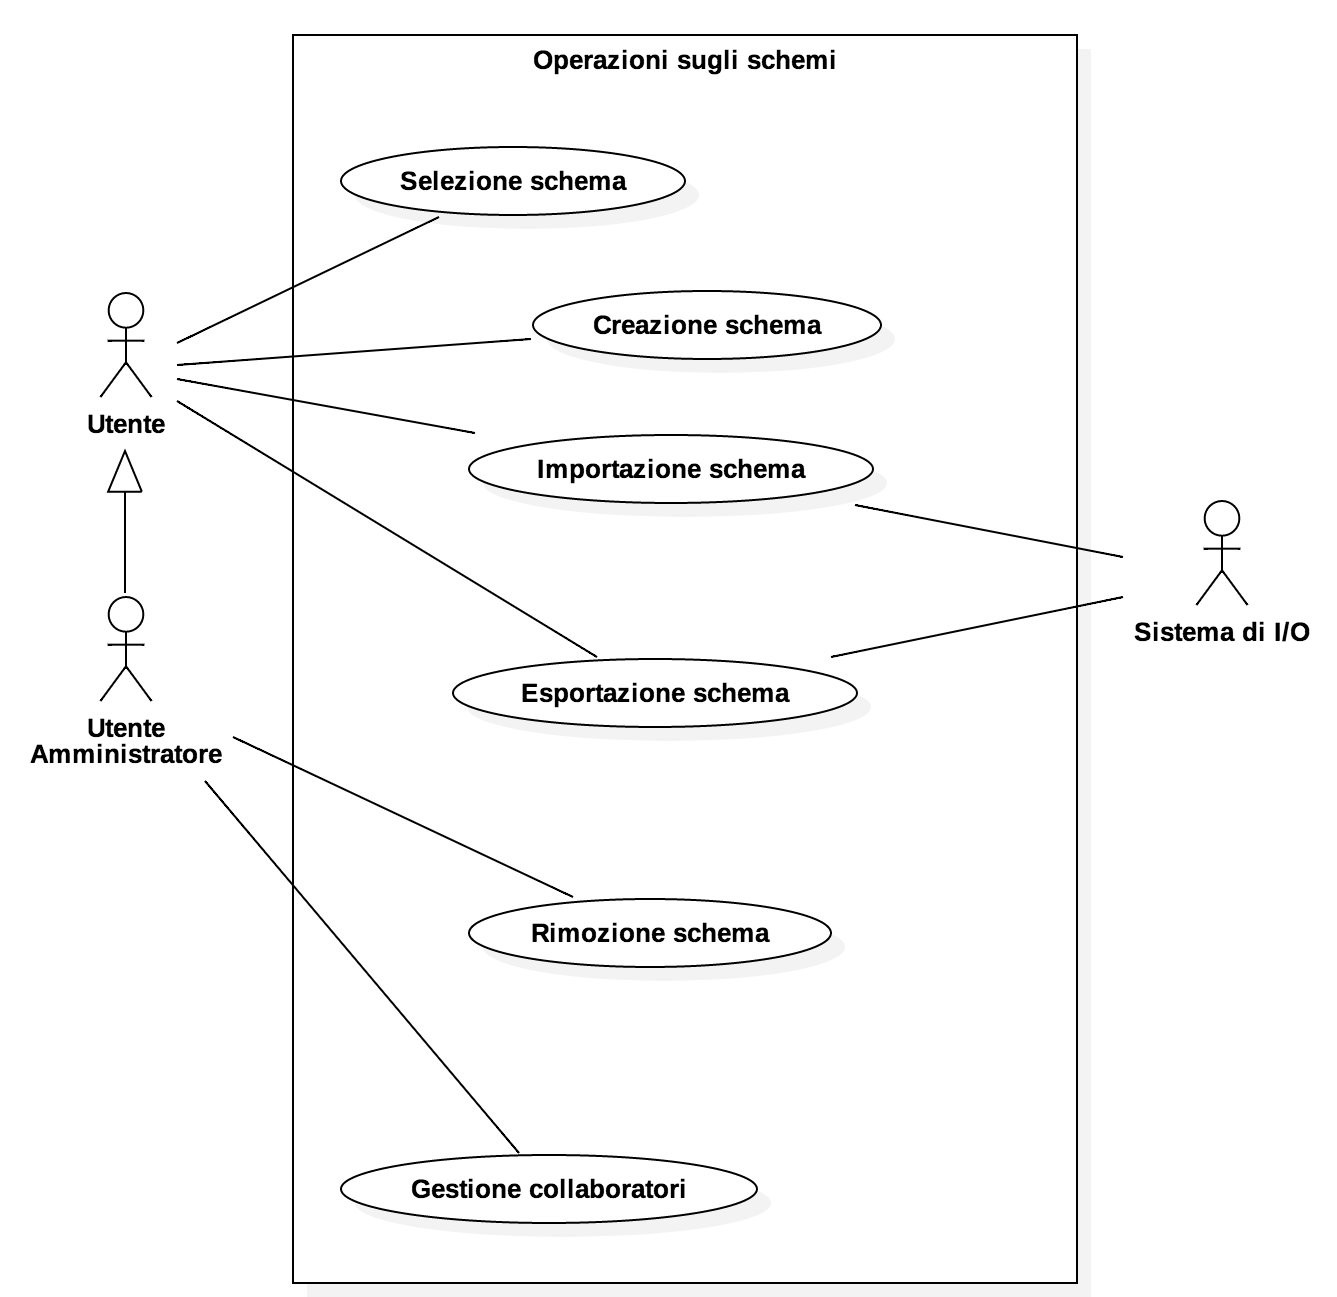 Operazioni sugli schemi
Selezione schema
Creazione schema
Utente
Importazione schema
Sistema di I/O
Esportazione schema
Utente
Amministratore
Rimozione schema
Gestione collaboratori